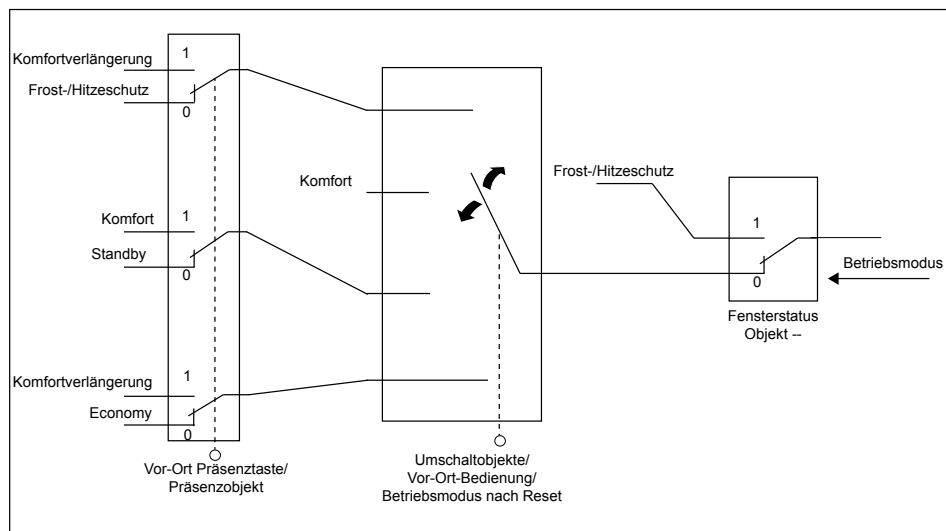 Komfortverlängerung
1
Frost-/Hitzeschutz
0
Komfort
1
Standby
0
Komfortverlängerung
1
Economy
0
Vor-Ort Präsenztaste/
Präsenzobjekt
Komfort
Umschaltobjekte/
Vor-Ort-Bedienung/
Betriebsmodus nach Reset
Frost-/Hitzeschutz
1
0
Betriebsmodus
Fensterstatus
Objekt --